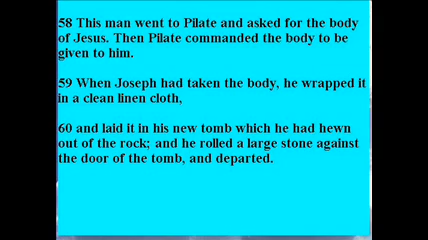 58 This man went to Pilate and asked for the body
of Jesus. Then Pilate commanded the body to be
given to him.
59 When Joseph had taken the body, he wrapped it
in a clean linen cloth,
60 and laid it in his new tomb which he had hewn
out of the rock; and he rolled a large stone against
the door of the tomb, and departed.